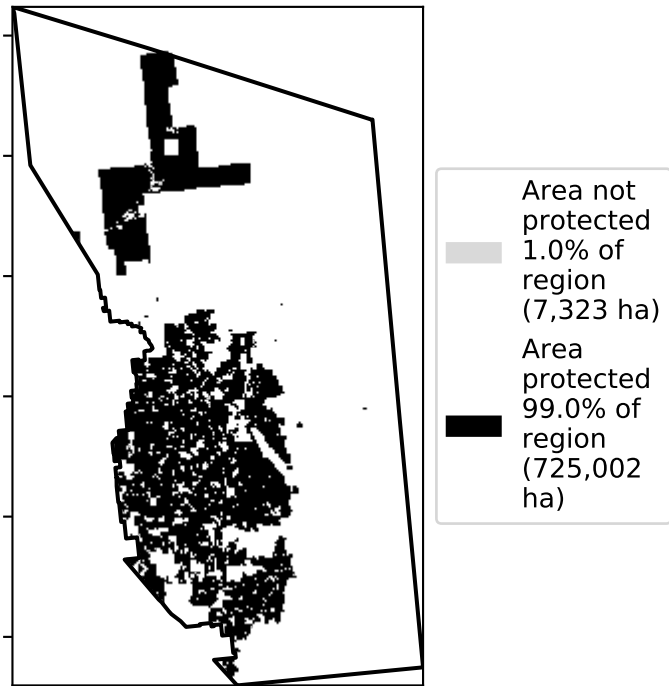 Area not
protected
1.0% of
region
(7,323 ha)
Area
protected
99.0% of
region
(725,002
ha)